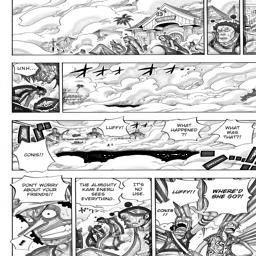 UNH...
LUFFY!!
WHAT
HAPPENED
?!
WHAT
WAS
THAT?!
CONIS!!
DON'T WORRY
ABOUT YOUR
FRIENDS!!
THE ALMIGHTY
KAMI ENERU
SEES
EVERYTHING.
IT'S
NO
USE.
LUFFY!!
WHERE'D
SHE GO?!
CONIS
!!